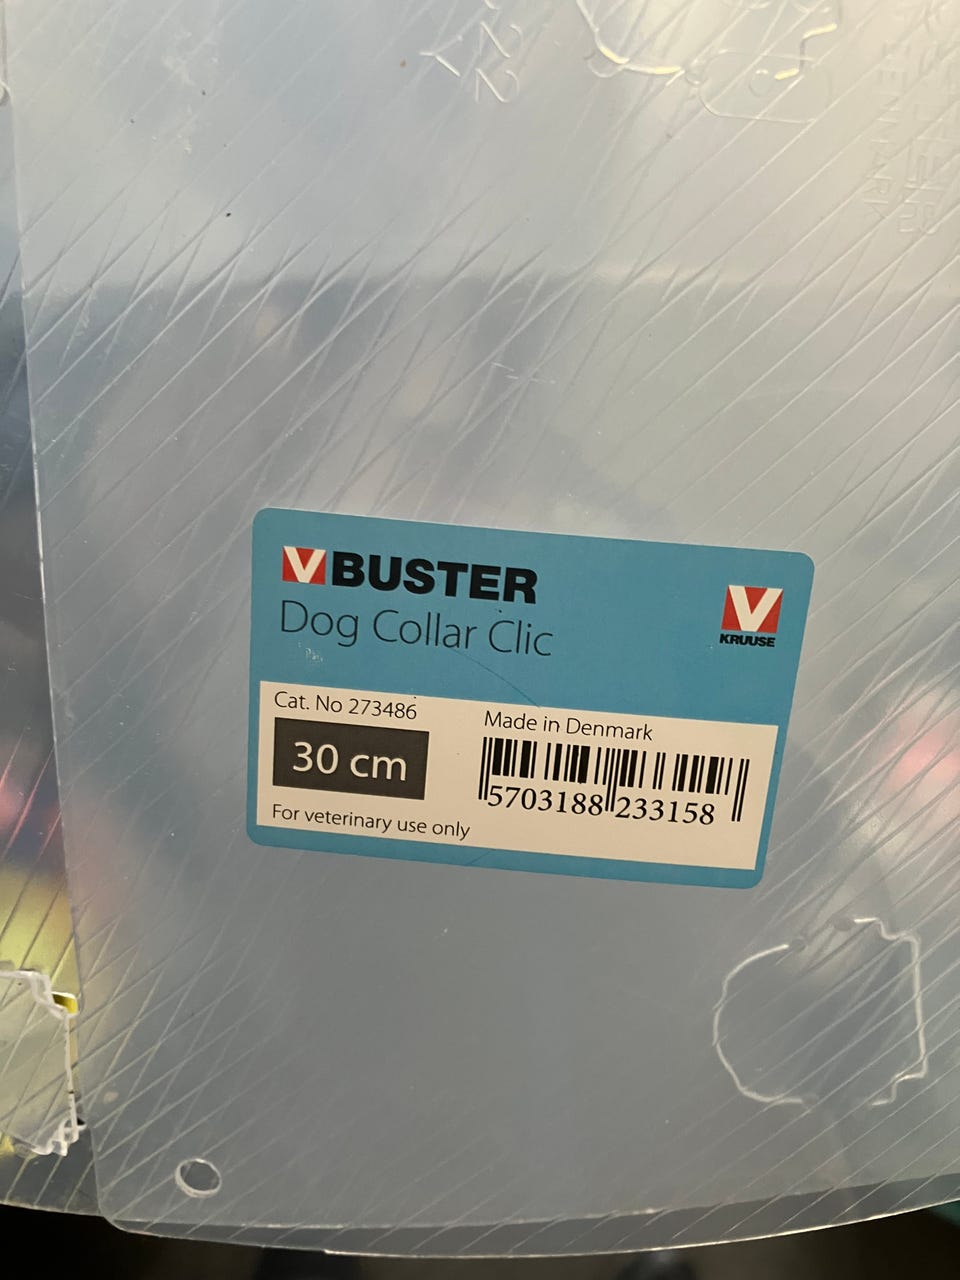 BUSTER
Dog Collar Clic
KRUUSE
Cat. No 273486
30 cm
For veterinary use only
Made in Denmark
5703188 233158